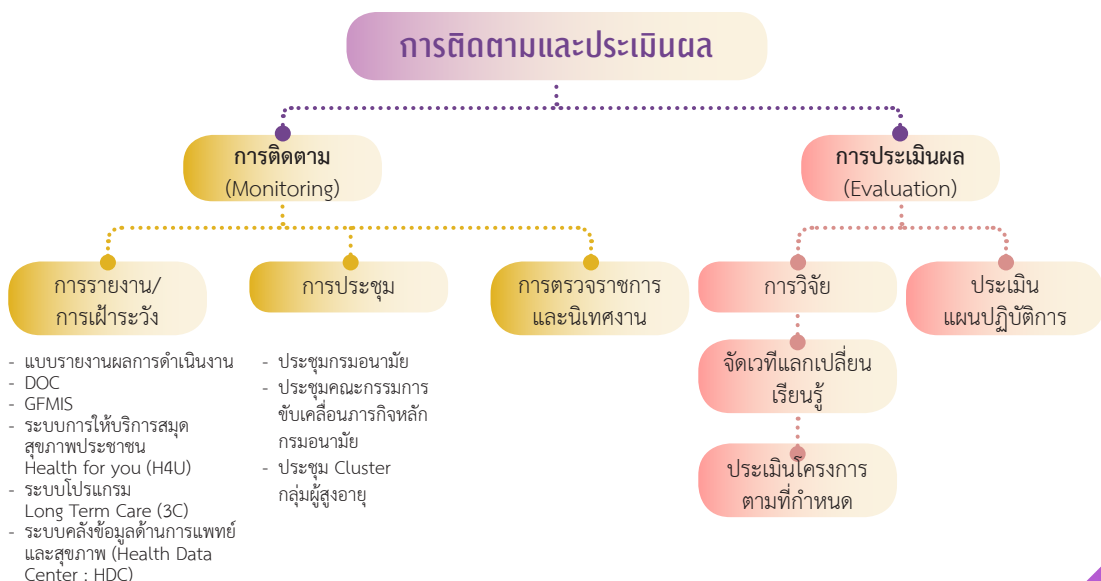 การติดตามและประเมินผล
การติดตาม
(Monitoring)
การประเมินผล
(Evaluation)
การรายงาน/
การเฝ้าระวัง
การประชุม
การตรวจราชการ
และนิเทศงาน
การวิจัย
ประเมิน
แผนปฏิบัติการ
- แบบรายงานผลการดำเนินงาน
- DOC
- GFMIS
- ระบบการให้บริการสมุด
สุขภาพประชาชน
Health for you (H4U)
- ระบบโปรแกรม
Long Term Care (3C)
- ระบบคลังข้อมูลด้านการแพทย์
และสุขภาพ (Health Data
Center : HDC)
- ประชุมกรมอนามัย
- ประชุมคณะกรรมการ
ขับเคลื่อนภารกิจหลัก
กรมอนามัย
- ประชุม Cluster
กลุ่มผู้สูงอายุ
จัดเวทีแลกเปลี่ยน
เรียนรู้
ประเมินโครงการ
ตามที่กำหนด